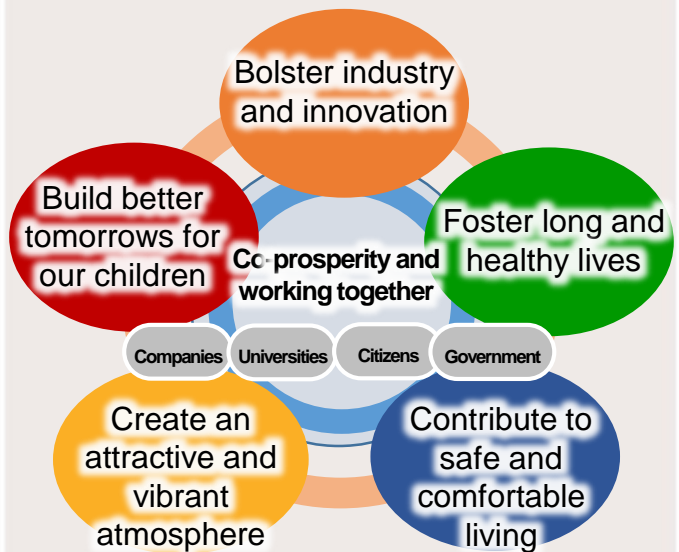 Bolster industry
and innovation
Build better
tomorrows for
our children
Foster long and
healthy lives
Co-prosperity and
working together
Companies
Universities
Citizens
Government
Create an
attractive and
vibrant
atmosphere
Contribute to
safe and
comfortable
living